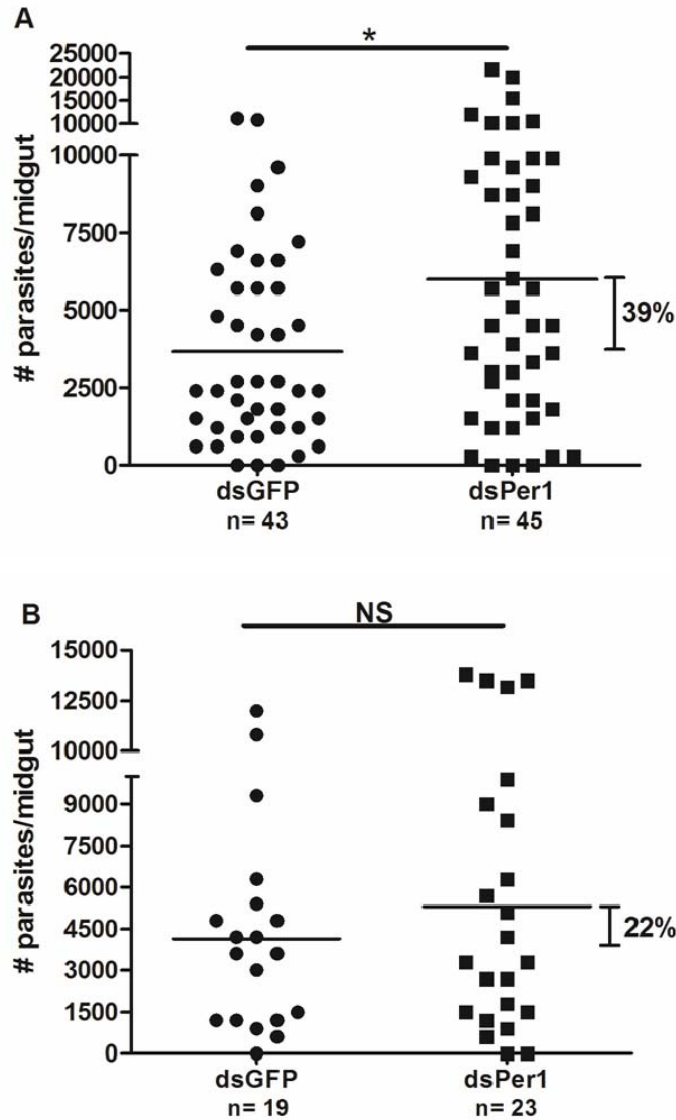 A
*
25000
20000
15000
10000
10000
7500
5000
2500
0
# parasites/midgut
39%
dsGFP dsPer1
n= 43 n= 45
B
NS
15000
12500
10000
9000
7500
6000
4500
3000
1500
0
# parasites/midgut
22%
dsGFP dsPer1
n= 19 n= 23